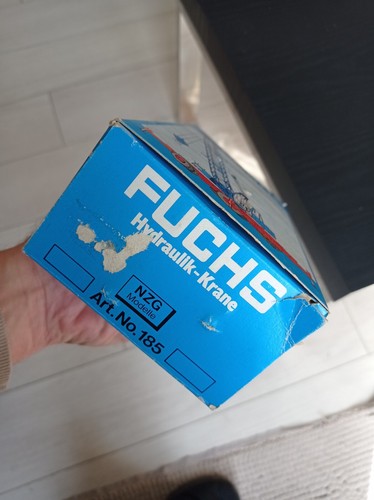 FUCHS
Hydraulik-Krane
NZG
Modelle
Art. No. 185